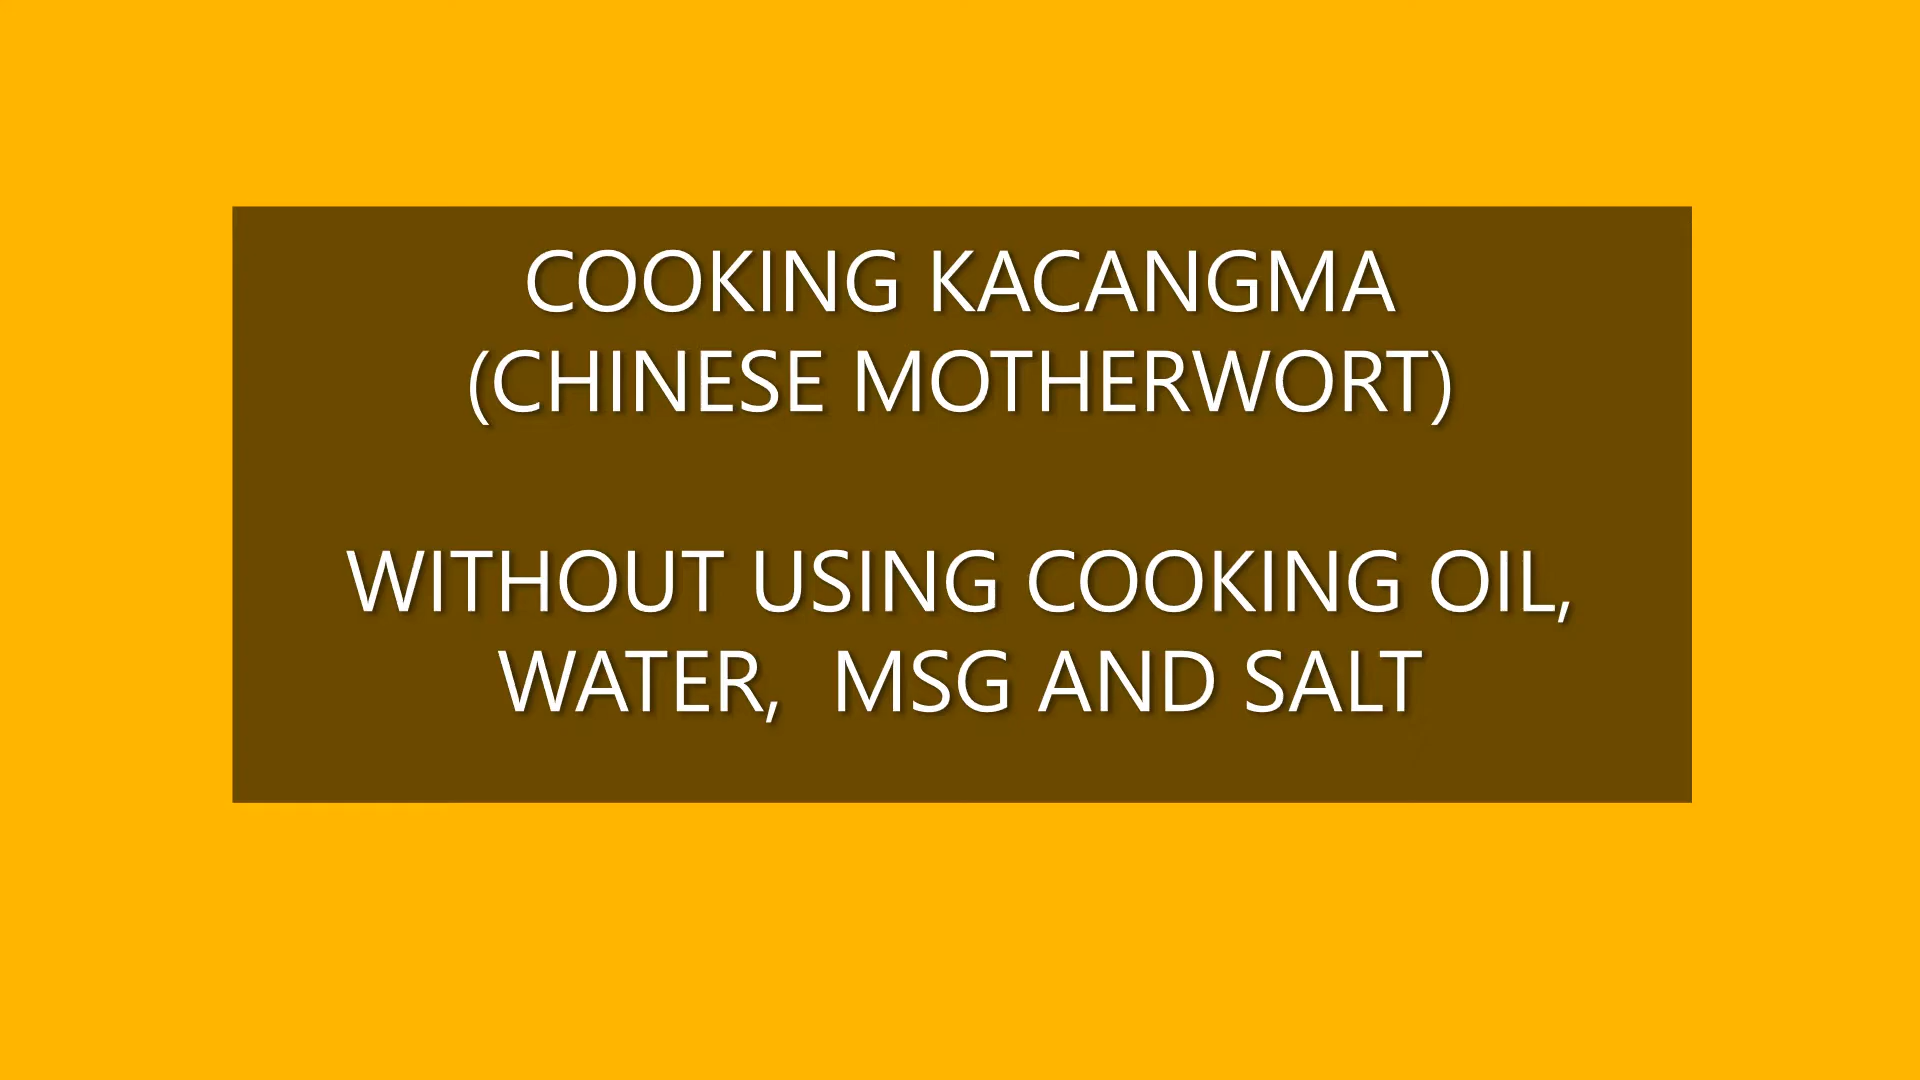 COOKING KACANGMA
(CHINESE MOTHERWORT)
WITHOUT USING COOKING OIL,
WATER,  MSG AND SALT